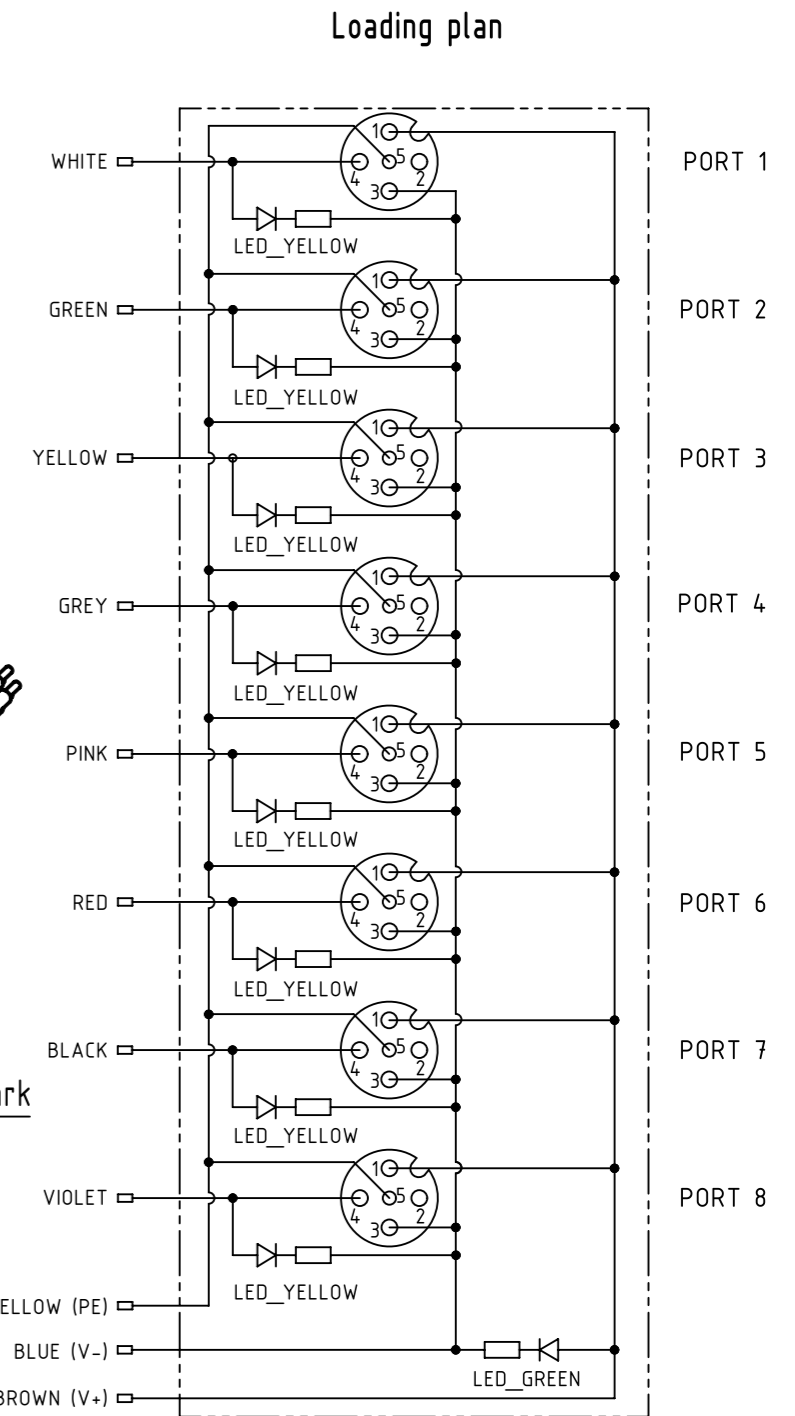 Loading plan
1
WHITE 5 PORT 1
4 2
3
LED_YELLOW
1
GREEN 5 PORT 2
4 2
3
LED_YELLOW
1
YELLOW 5 PORT 3
4 2
3
LED_YELLOW
1
GREY 5 PORT 4
4 2
3
LED_YELLOW
1
PINK 5 PORT 5
4 2
3
LED_YELLOW
1
RED 5 PORT 6
4 2
3
LED_YELLOW
1
BLACK 5 PORT 7
4 2
3
LED_YELLOW
1
VIOLET 5 PORT 8
4 2
3
LED_YELLOW
ELLOW (PE)
BLUE (V-)
LED_GREEN
BROWN (V+)